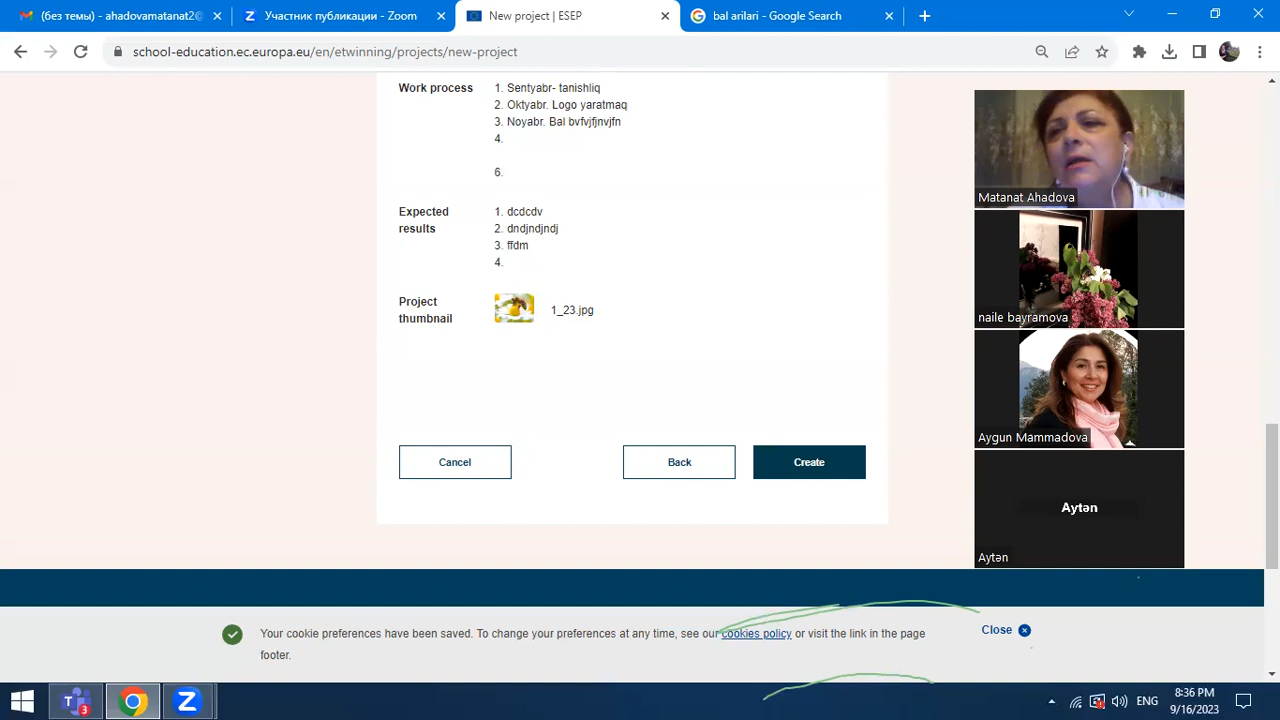 (без темы) - ahadovamatanat2@
Участник публикации - Zoom
New project | ESEP
bal arilari - Google Search
school-education.ec.europa.eu/en/etwinning/projects/new-project
Work process
1. Sentyabr- tanishliq
2. Oktyabr. Logo yaratmaq
3. Noyabr. Bal bvfvjfjnvjfn
4.
6.
Expected
results
1. dcdcdv
2. dndjndjndj
3. ffdm
4.
Project
thumbnail
1_23.jpg
Cancel
Back
Create
Matanat Ahadova
naile bayramova
Aygun Mammadova
Aytən
Aytən
Your cookie preferences have been saved. To change your preferences at any time, see our cookies policy or visit the link in the page
footer.
Close
3
ENG
8:36 PM
9/16/2023